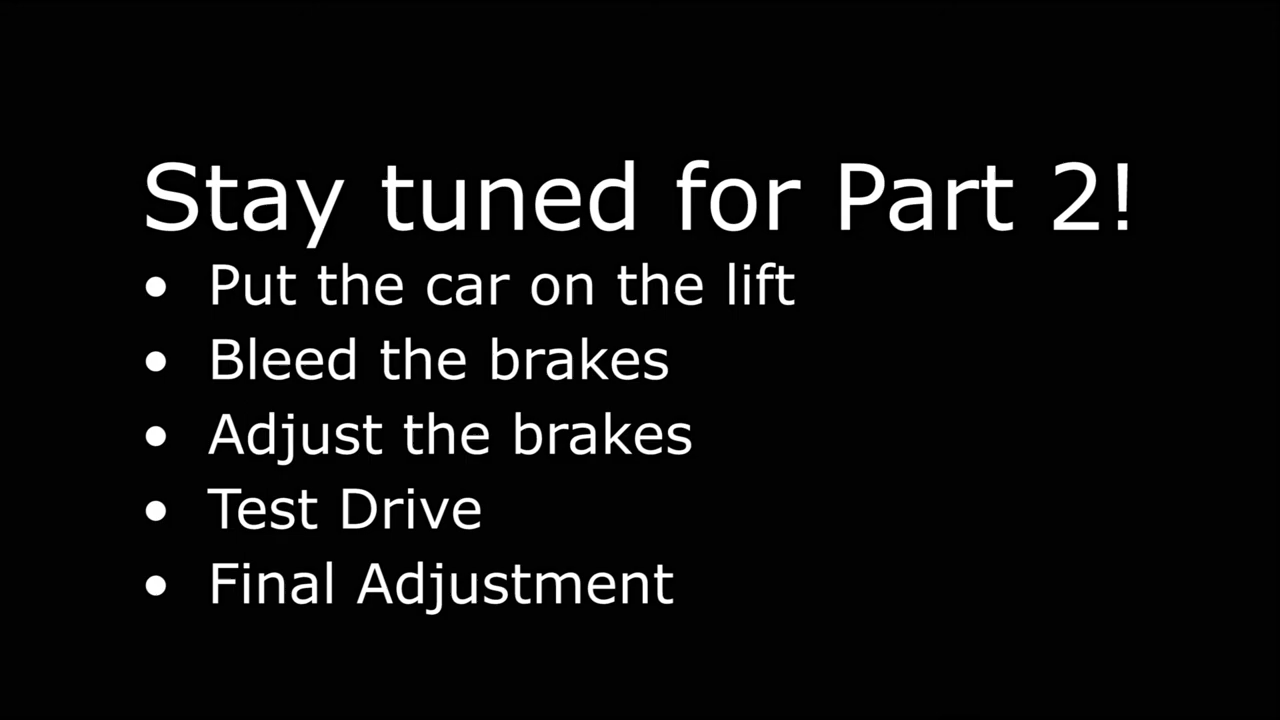 Stay tuned for Part 2!
• Put the car on the lift
• Bleed the brakes
• Adjust the brakes
• Test Drive
• Final Adjustment